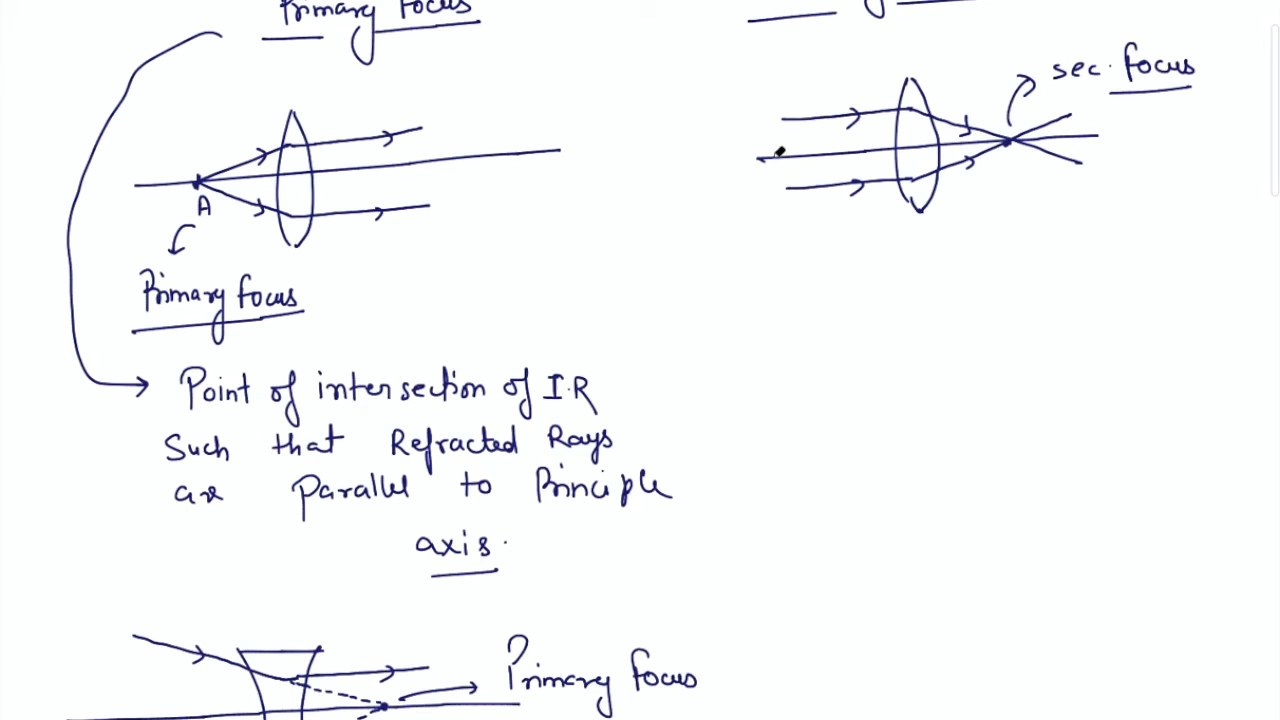 Primary Focus
sec. focus
A
Primary focus
Point of intersection of I.R
Such that Refracted Rays
are Parallel to Principle
axis.
Primary focus